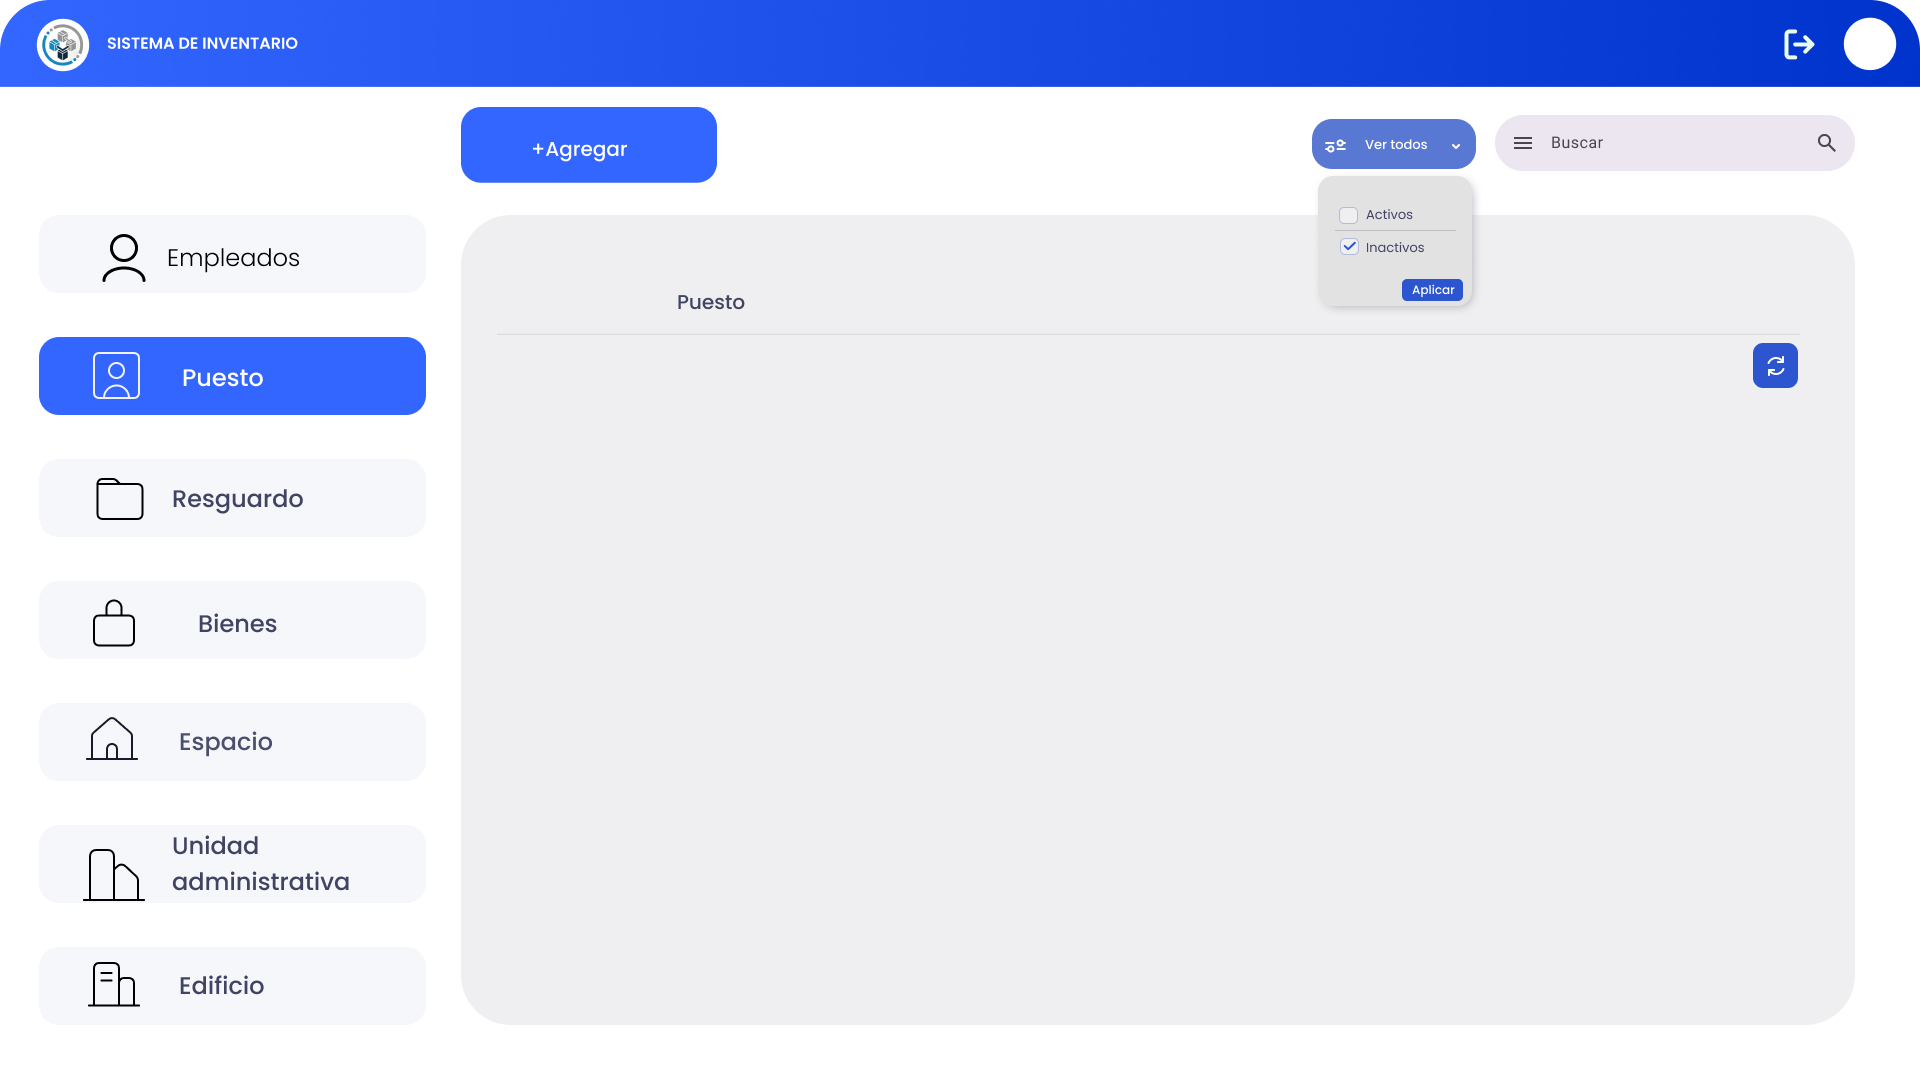 SISTEMA DE INVENTARIO
+Agregar
Ver todos
Buscar
Activos
Inactivos
Aplicar
Empleados
Puesto
Resguardo
Bienes
Espacio
Unidad
administrativa
Edificio
Puesto